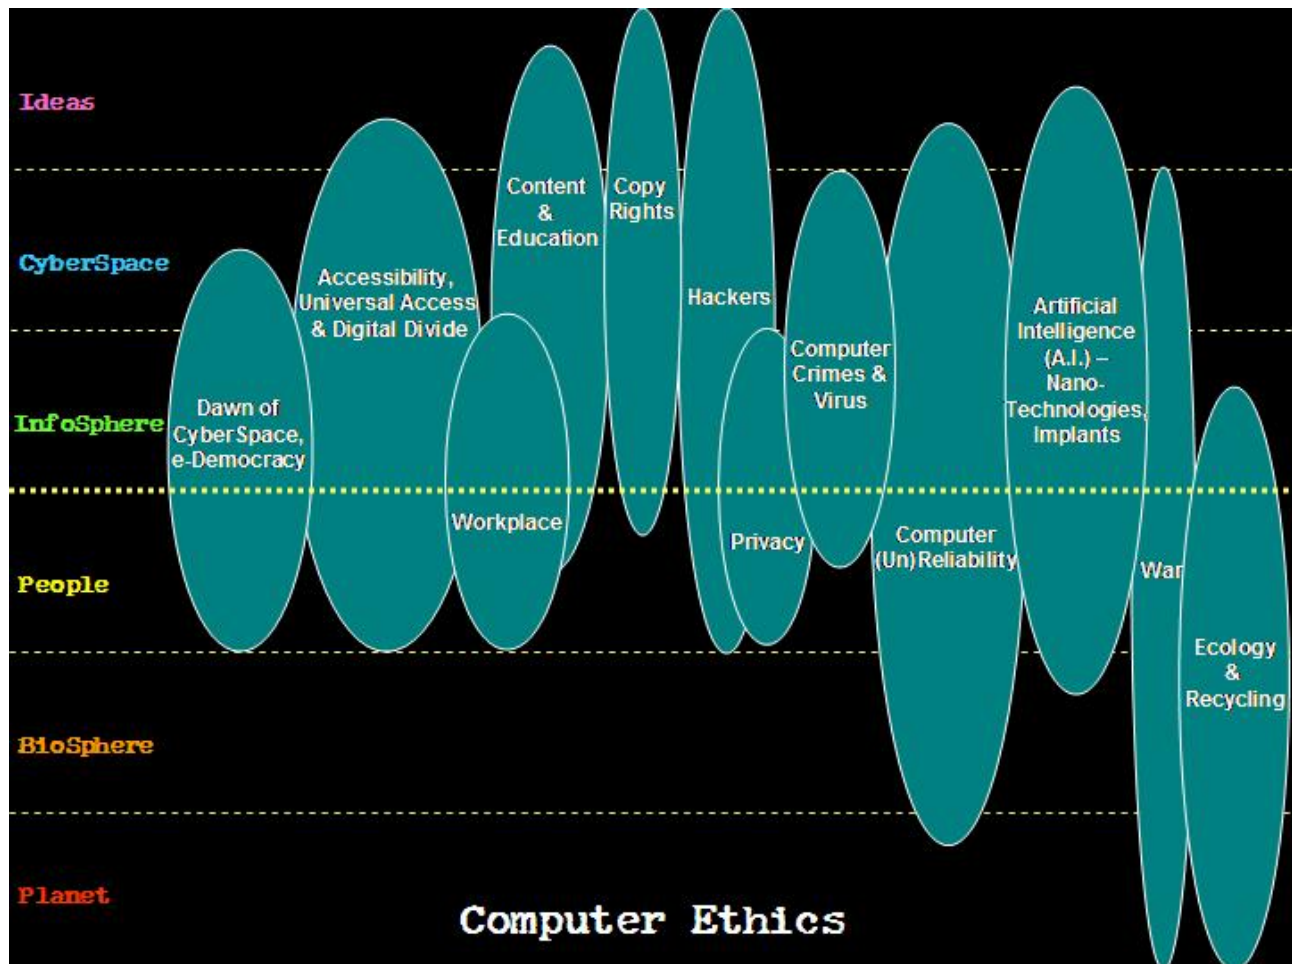 Ideas
CyberSpace
InfoSphere
People
BioSphere
Planet
Dawn of
CyberSpace,
e-Democracy
Accessibility,
Universal Access
& Digital Divide
Content
&
Education
Workplace
Copy
Rights
Hackers
Privacy
Computer
Crimes &
Virus
Computer
(Un)Reliability
Artificial
Intelligence
(A.I.) –
Nano-
Technologies,
Implants
War
Ecology
&
Recycling
Computer Ethics